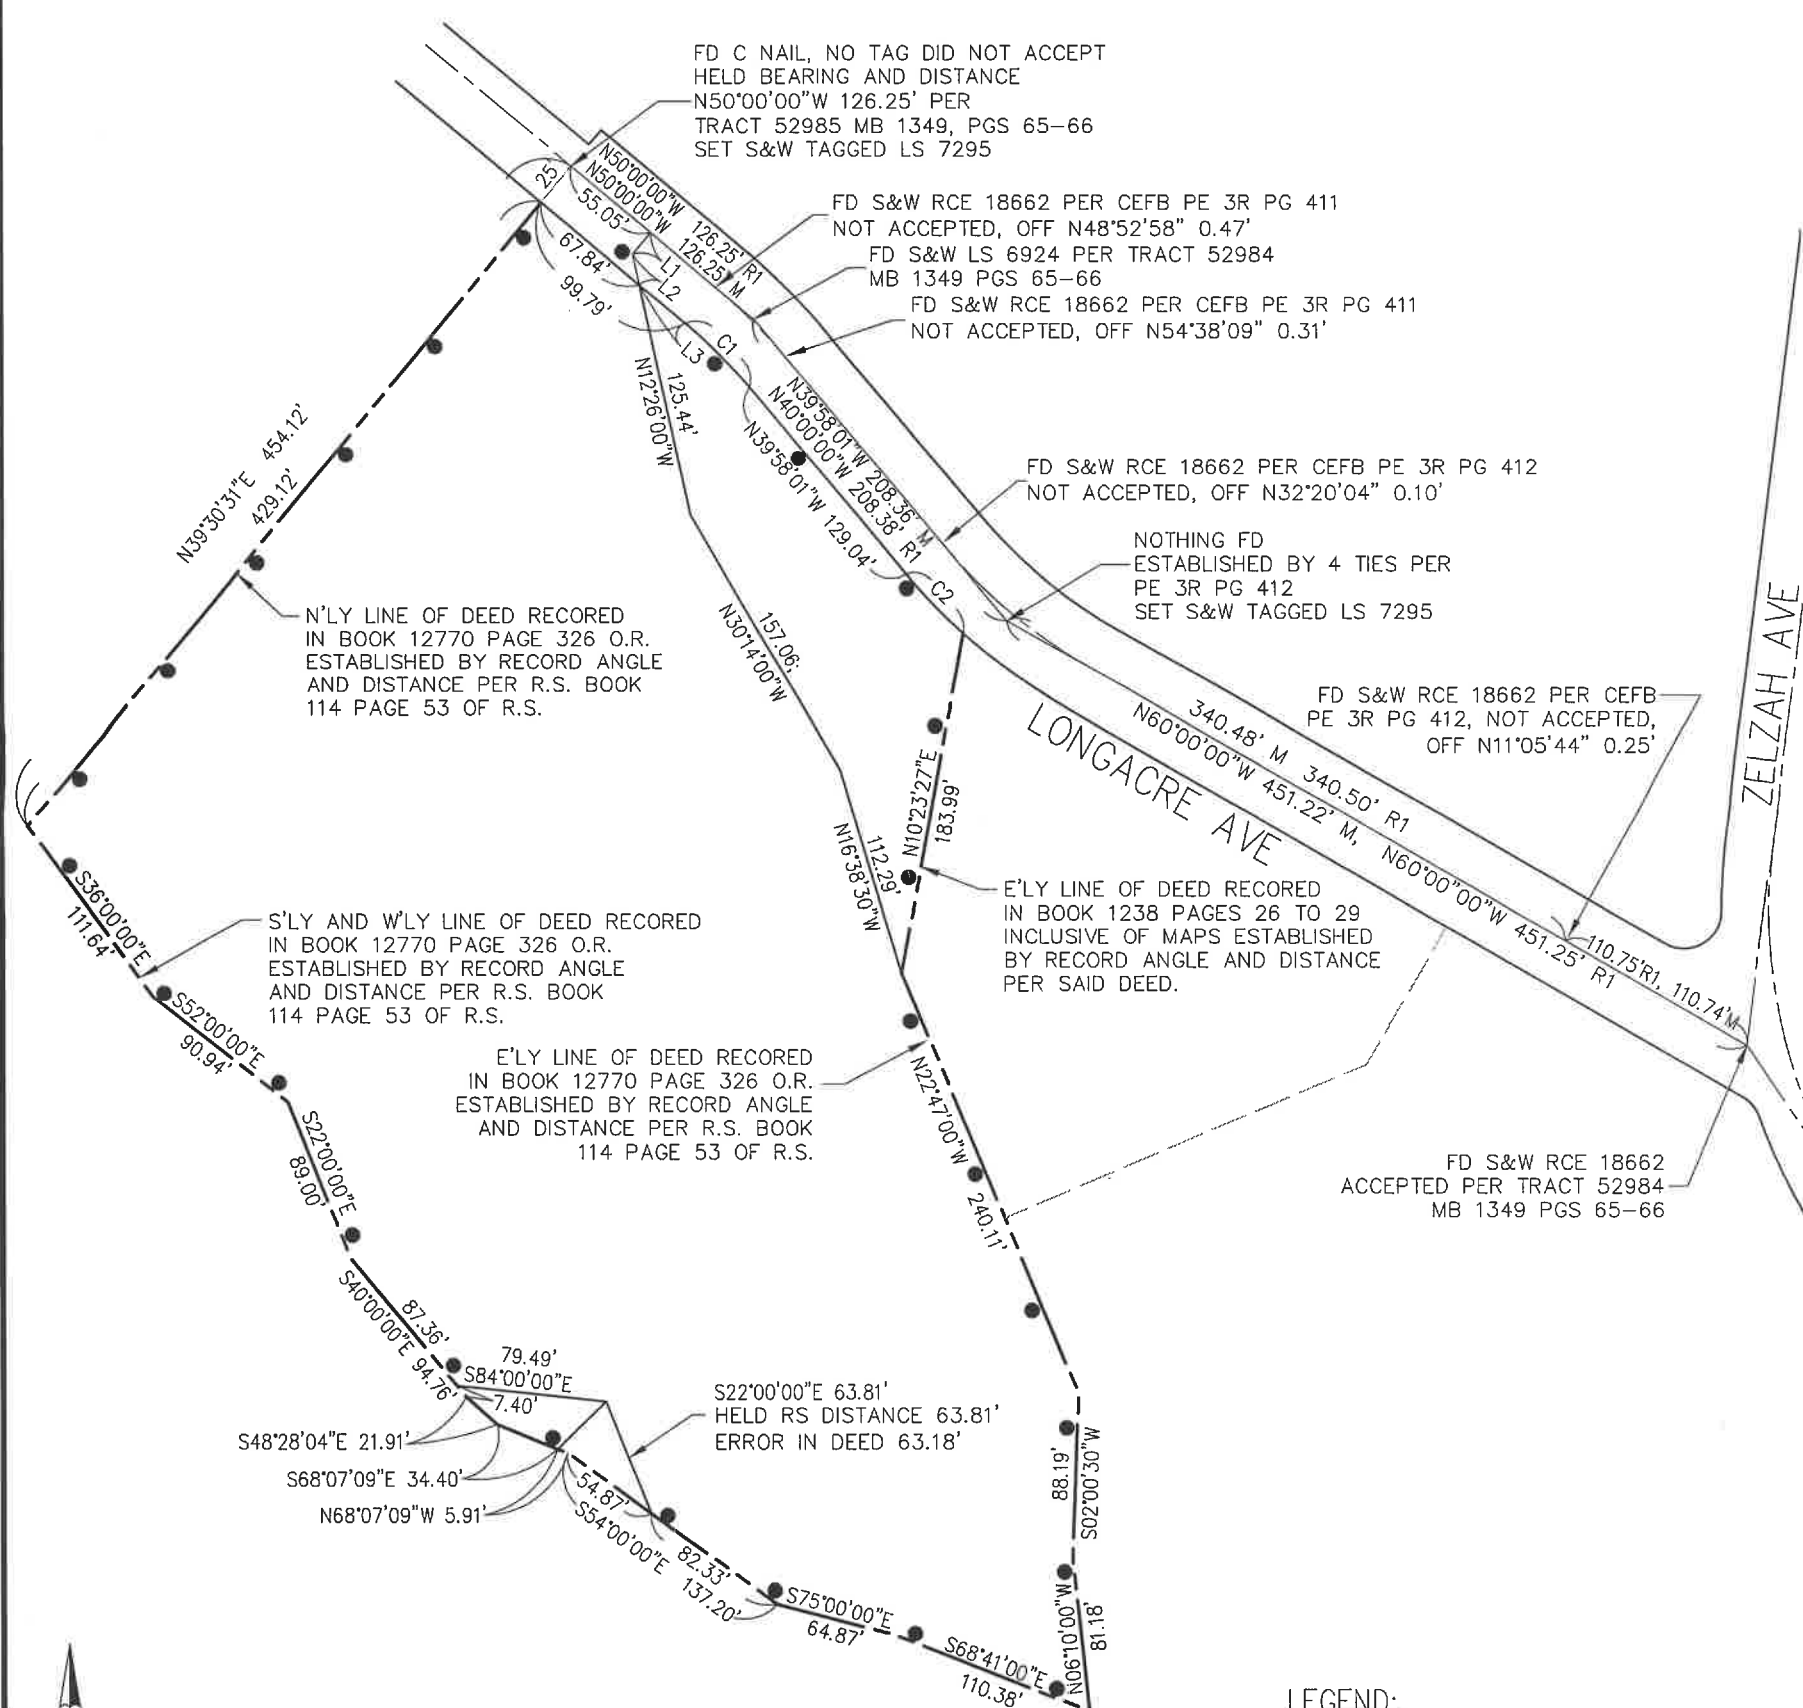 FD C NAIL, NO TAG DID NOT ACCEPT
HELD BEARING AND DISTANCE
N50°00'00"W 126.25' PER
TRACT 52985 MB 1349, PGS 65-66
SET S&W TAGGED LS 7295
N50°00'00"W 126.25' R1
N50°00'00"W 126.25' M
25'
55.05'
67.84'
99.79'
L1
L2
L3
C1
FD S&W RCE 18662 PER CEFB PE 3R PG 411
NOT ACCEPTED, OFF N48°52'58" 0.47'
FD S&W LS 6924 PER TRACT 52984
MB 1349 PGS 65-66
FD S&W RCE 18662 PER CEFB PE 3R PG 411
NOT ACCEPTED, OFF N54°38'09" 0.31'
N39°58'01"W 208.36' M
N40°00'00"W 208.38' R1
N39°58'01"W 129.04'
C2
125.44'
N12°26'00"W
N39°30'31"E 454.12'
429.12'
FD S&W RCE 18662 PER CEFB PE 3R PG 412
NOT ACCEPTED, OFF N32°20'04" 0.10'
NOTHING FD
ESTABLISHED BY 4 TIES PER
PE 3R PG 412
SET S&W TAGGED LS 7295
N'LY LINE OF DEED RECORED
IN BOOK 12770 PAGE 326 O.R.
ESTABLISHED BY RECORD ANGLE
AND DISTANCE PER R.S. BOOK
114 PAGE 53 OF R.S.
157.06;
N30°14'00"W
ZELZAH AVE
FD S&W RCE 18662 PER CEFB
PE 3R PG 412, NOT ACCEPTED,
OFF N11°05'44" 0.25'
340.48' M 340.50' R1
N60°00'00"W 451.22' M, N60°00"00"W 451.25' R1
110.75'R1, 110.74'M
LONGACRE AVE
N10°23'27"E
183.99'
112.29'
N16°38'30"W
E'LY LINE OF DEED RECORED
IN BOOK 1238 PAGES 26 TO 29
INCLUSIVE OF MAPS ESTABLISHED
BY RECORD ANGLE AND DISTANCE
PER SAID DEED.
S36°00'00"E
111.64'
S'LY AND W'LY LINE OF DEED RECORED
IN BOOK 12770 PAGE 326 O.R.
ESTABLISHED BY RECORD ANGLE
AND DISTANCE PER R.S. BOOK
114 PAGE 53 OF R.S.
S52°00'00"E
90.94'
E'LY LINE OF DEED RECORED
IN BOOK 12770 PAGE 326 O.R.
ESTABLISHED BY RECORD ANGLE
AND DISTANCE PER R.S. BOOK
114 PAGE 53 OF R.S.
N22°47'00"W 240.11'
S22°00'00"E
89.00'
FD S&W RCE 18662
ACCEPTED PER TRACT 52984
MB 1349 PGS 65-66
87.36'
S40°00'00"E 94.76'
79.49'
S84°00'00"E
7.40'
S22°00'00"E 63.81'
HELD RS DISTANCE 63.81'
ERROR IN DEED 63.18'
S48°28'04"E 21.91'
S68°07'09"E 34.40'
N68°07'09"W 5.91'
54.87'
82.33'
S54°00'00"E 137.20'
88.19'
S02°00'30"W
S75°00'00"E
64.87'
N06°10'00"W
81.18'
S68°41'00"E
110.38'
LEGEND: